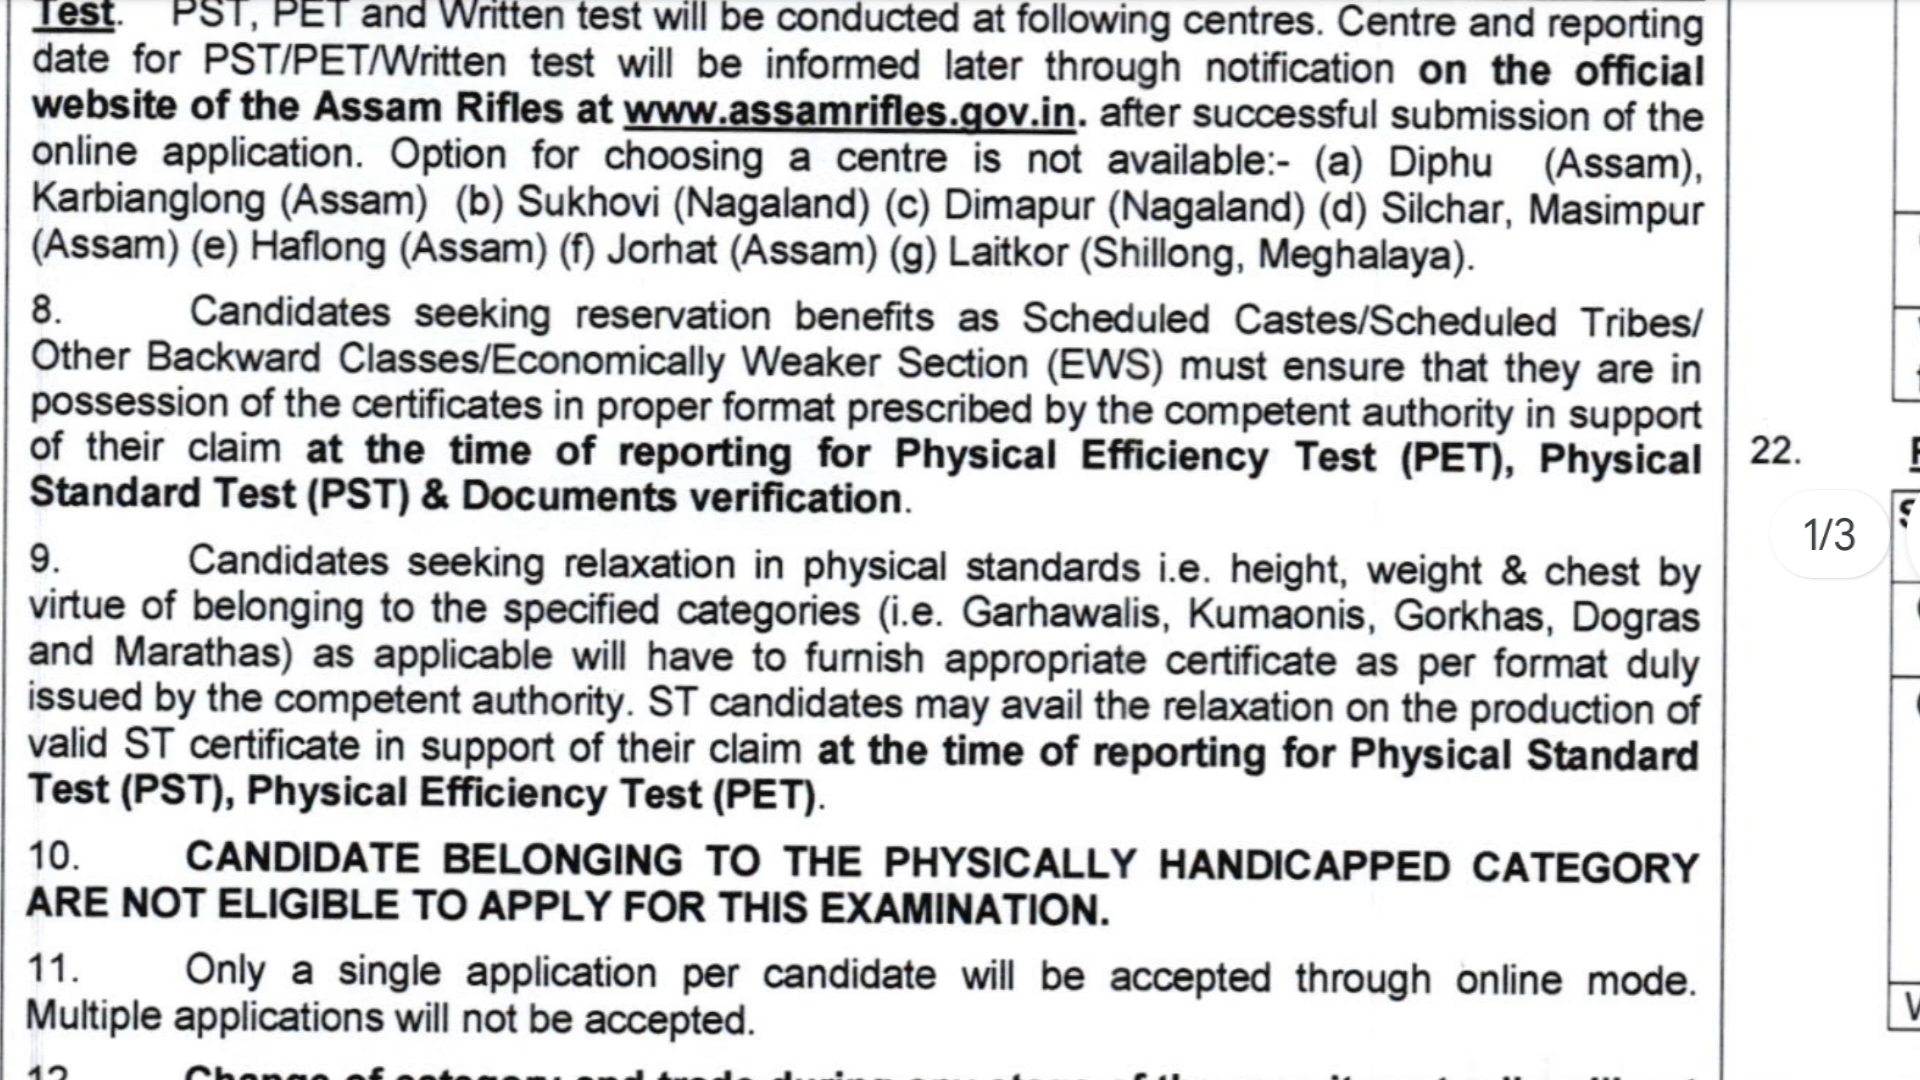 Test. PST, PET and Written test will be conducted at following centres. Centre and reporting
date for PST/PET/Written test will be informed later through notification on the official
website of the Assam Rifles at www.assamrifles.gov.in. after successful submission of the
online application. Option for choosing a centre is not available:- (a) Diphu (Assam),
Karbianglong (Assam) (b) Sukhovi (Nagaland) (c) Dimapur (Nagaland) (d) Silchar, Masimpur
(Assam) (e) Haflong (Assam) (f) Jorhat (Assam) (g) Laitkor (Shillong, Meghalaya).
8. Candidates seeking reservation benefits as Scheduled Castes/Scheduled Tribes/
Other Backward Classes/Economically Weaker Section (EWS) must ensure that they are in
possession of the certificates in proper format prescribed by the competent authority in support
of their claim at the time of reporting for Physical Efficiency Test (PET), Physical
Standard Test (PST) & Documents verification.
9. Candidates seeking relaxation in physical standards i.e. height, weight & chest by
virtue of belonging to the specified categories (i.e. Garhawalis, Kumaonis, Gorkhas, Dogras
and Marathas) as applicable will have to furnish appropriate certificate as per format duly
issued by the competent authority. ST candidates may avail the relaxation on the production of
valid ST certificate in support of their claim at the time of reporting for Physical Standard
Test (PST), Physical Efficiency Test (PET).
10. CANDIDATE BELONGING TO THE PHYSICALLY HANDICAPPED CATEGORY
ARE NOT ELIGIBLE TO APPLY FOR THIS EXAMINATION.
11. Only a single application per candidate will be accepted through online mode.
Multiple applications will not be accepted.
12. Change of category and trade during any stage of the
22.
1/3